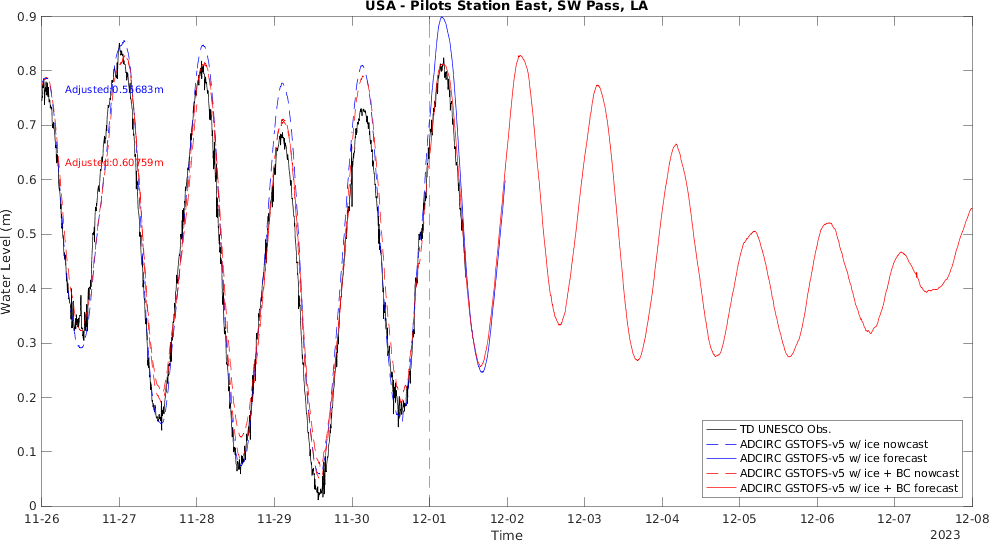 USA - Pilots Station East, SW Pass, LA
0.9
0.8
0.7
0.6
0.5
0.4
0.3
0.2
0.1
0
Water Level (m)
Adjusted:0.56683m
Adjusted:0.60759m
TD UNESCO Obs.
ADCIRC GSTOFS-v5 w/ ice nowcast
ADCIRC GSTOFS-v5 w/ ice forecast
ADCIRC GSTOFS-v5 w/ ice + BC nowcast
ADCIRC GSTOFS-v5 w/ ice + BC forecast
11-26 11-27 11-28 11-29 11-30 12-01 12-02 12-03 12-04 12-05 12-06 12-07 12-08
Time
2023